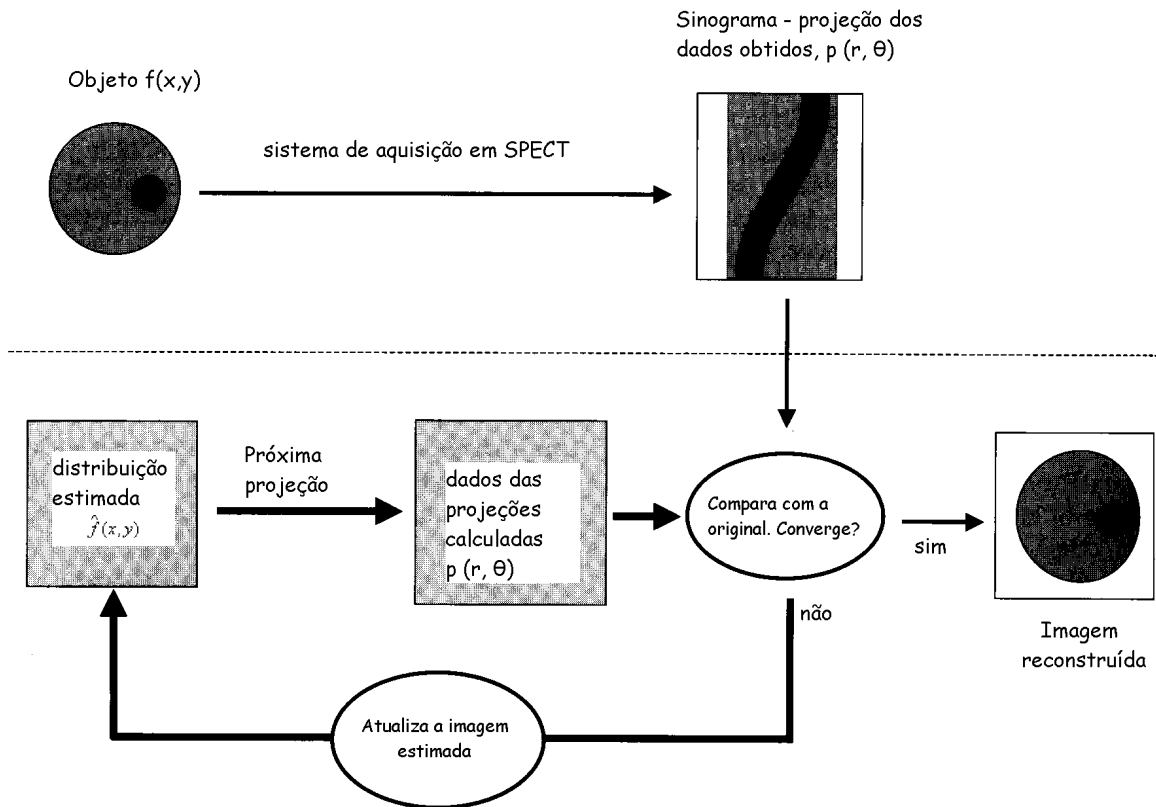 Sinograma - projeção dos
dados obtidos, p (r, θ)
Objeto f(x,y)
sistema de aquisição em SPECT
distribuição
estimada
f̂ (x,y)
Próxima
projeção
dados das
projeções
calculadas
p (r, θ)
Compara com a
original. Converge?
sim
não
Imagem
reconstruída
Atualiza a imagem
estimada